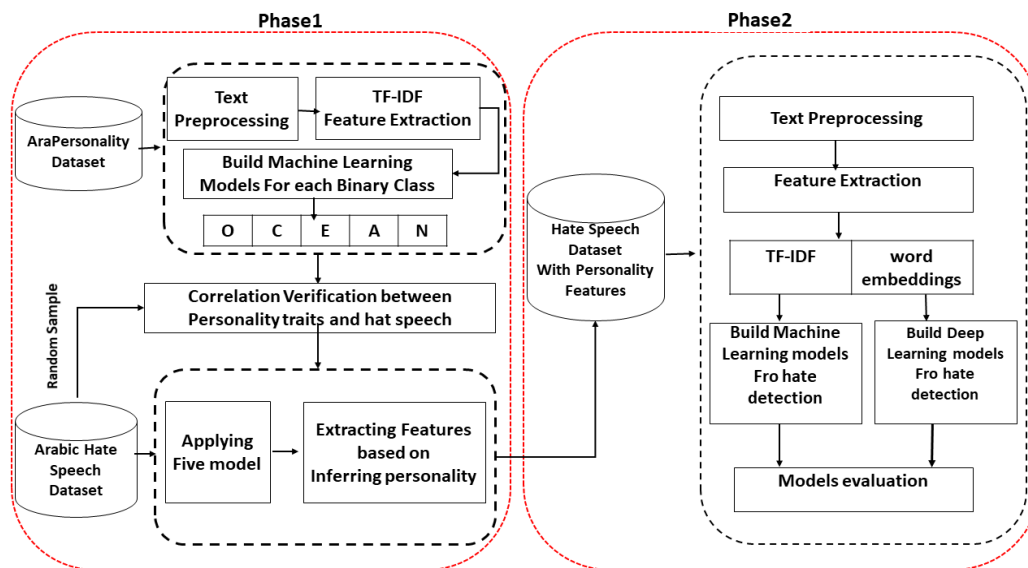 Phase1
Text
Preprocessing
TF-IDF
Feature Extraction
AraPersonality
Dataset
Build Machine Learning
Models For each Binary Class
O C E A N
Random Sample
Correlation Verification between
Personality traits and hat speech
Arabic Hate
Speech
Dataset
Applying
Five model
Extracting Features
based on
Inferring personality
Phase2
Hate Speech
Dataset
With Personality
Features
Text Preprocessing
Feature Extraction
TF-IDF
word
embeddings
Build Machine
Learning models
Fro hate
detection
Build Deep
Learning models
Fro hate
detection
Models evaluation